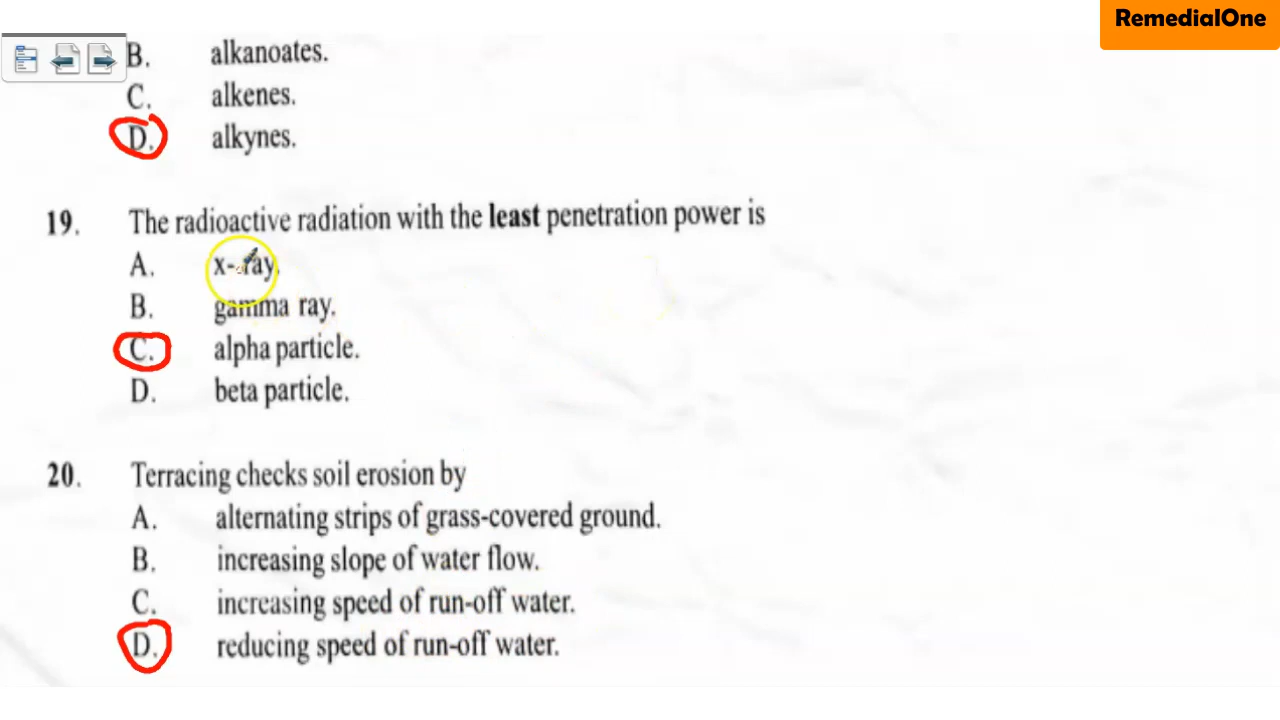 RemedialOne
B. alkanoates.
C. alkenes.
D. alkynes.
19. The radioactive radiation with the least penetration power is
A. x-ray.
B. gamma ray.
C. alpha particle.
D. beta particle.
20. Terracing checks soil erosion by
A. alternating strips of grass-covered ground.
B. increasing slope of water flow.
C. increasing speed of run-off water.
D. reducing speed of run-off water.